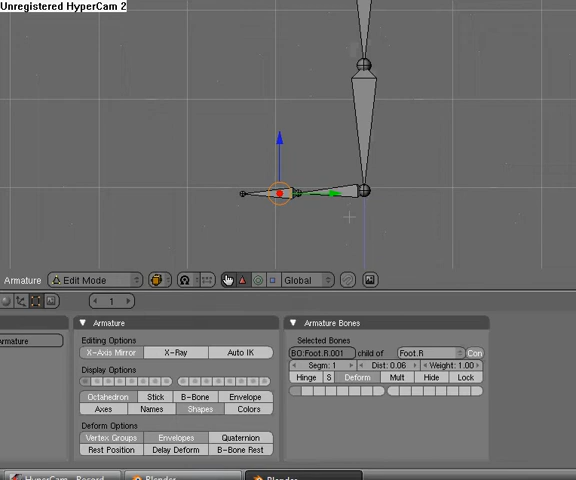 Unregistered HyperCam 2
Armature Edit Mode Global
1
Armature Armature Bones
Editing Options Selected Bones
X-Axis Mirror X-Ray Auto IK BO:Foot.R.001 child of Foot.R Con
Display Options Segm: 1 Dist: 0.06 Weight: 1.00
Hinge S Deform Mult Hide Lock
Octahedron Stick B-Bone Envelope
Axes Names Shapes Colors
Deform Options
Vertex Groups Envelopes Quaternion
Rest Position Delay Deform B-Bone Rest
HyperCam - Record Blender Blender